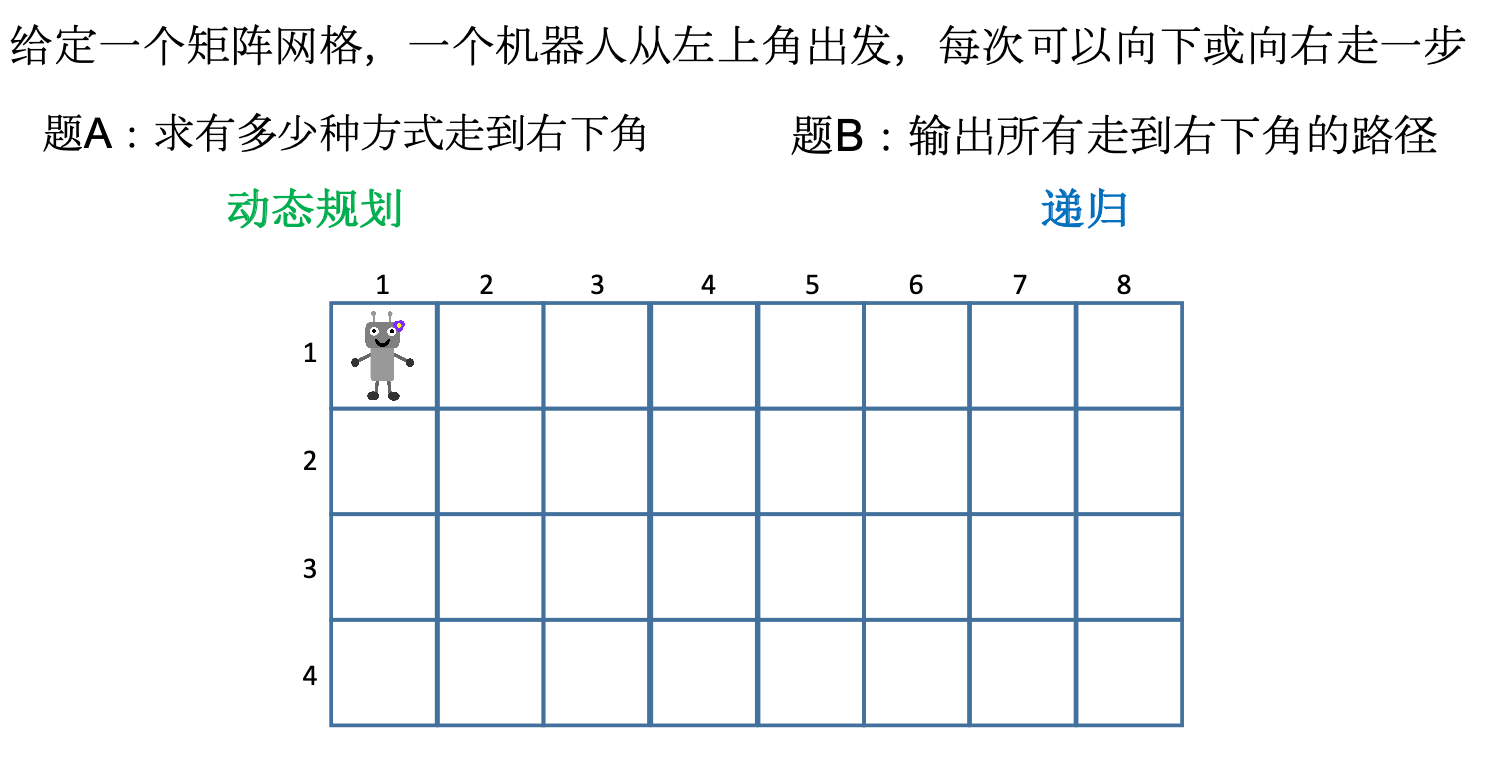 给定一个矩阵网格，一个机器人从左上角出发，每次可以向下或向右走一步
题A：求有多少种方式走到右下角 题B：输出所有走到右下角的路径
动态规划 递归
1 2 3 4 5 6 7 8
1
2
3
4